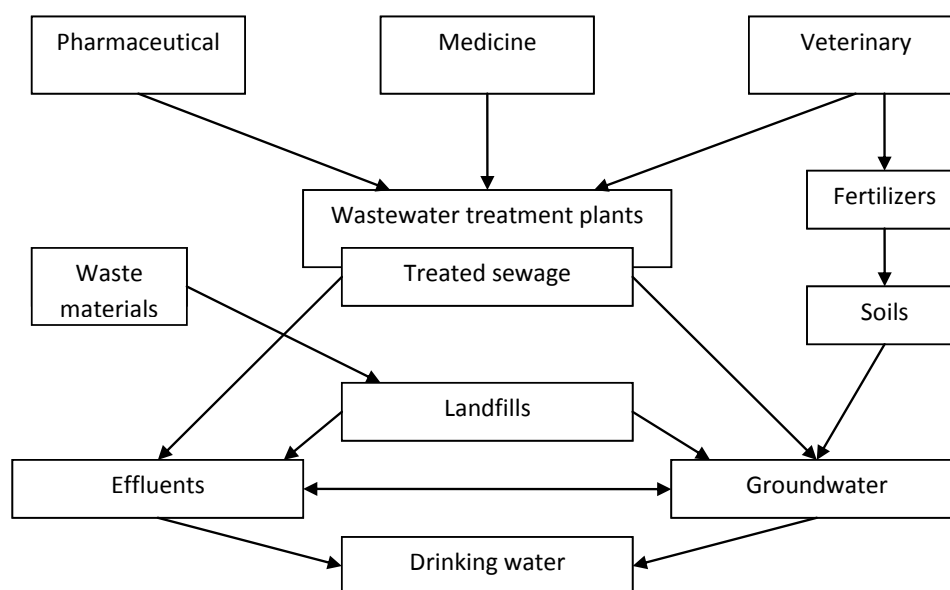 Pharmaceutical
Medicine
Veterinary
Wastewater treatment plants
Fertilizers
Treated sewage
Waste
materials
Soils
Landfills
Effluents
Groundwater
Drinking water